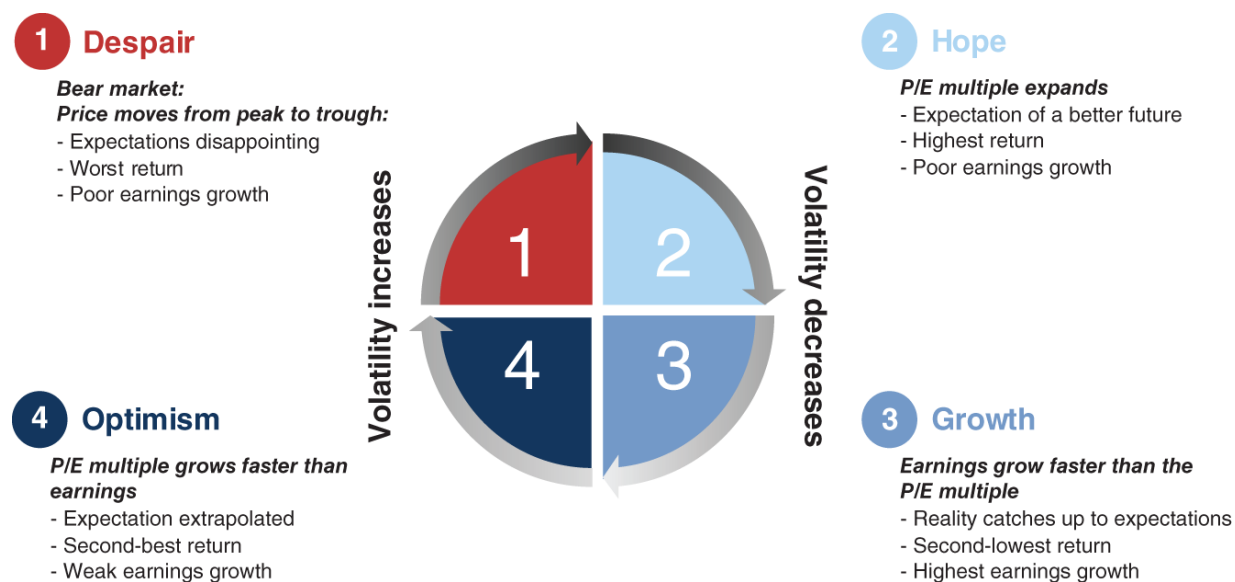 1 Despair
Bear market:
Price moves from peak to trough:
- Expectations disappointing
- Worst return
- Poor earnings growth
2 Hope
P/E multiple expands
- Expectation of a better future
- Highest return
- Poor earnings growth
Volatility increases
1
2
4
3
Volatility decreases
4 Optimism
P/E multiple grows faster than
earnings
- Expectation extrapolated
- Second-best return
- Weak earnings growth
3 Growth
Earnings grow faster than the
P/E multiple
- Reality catches up to expectations
- Second-lowest return
- Highest earnings growth